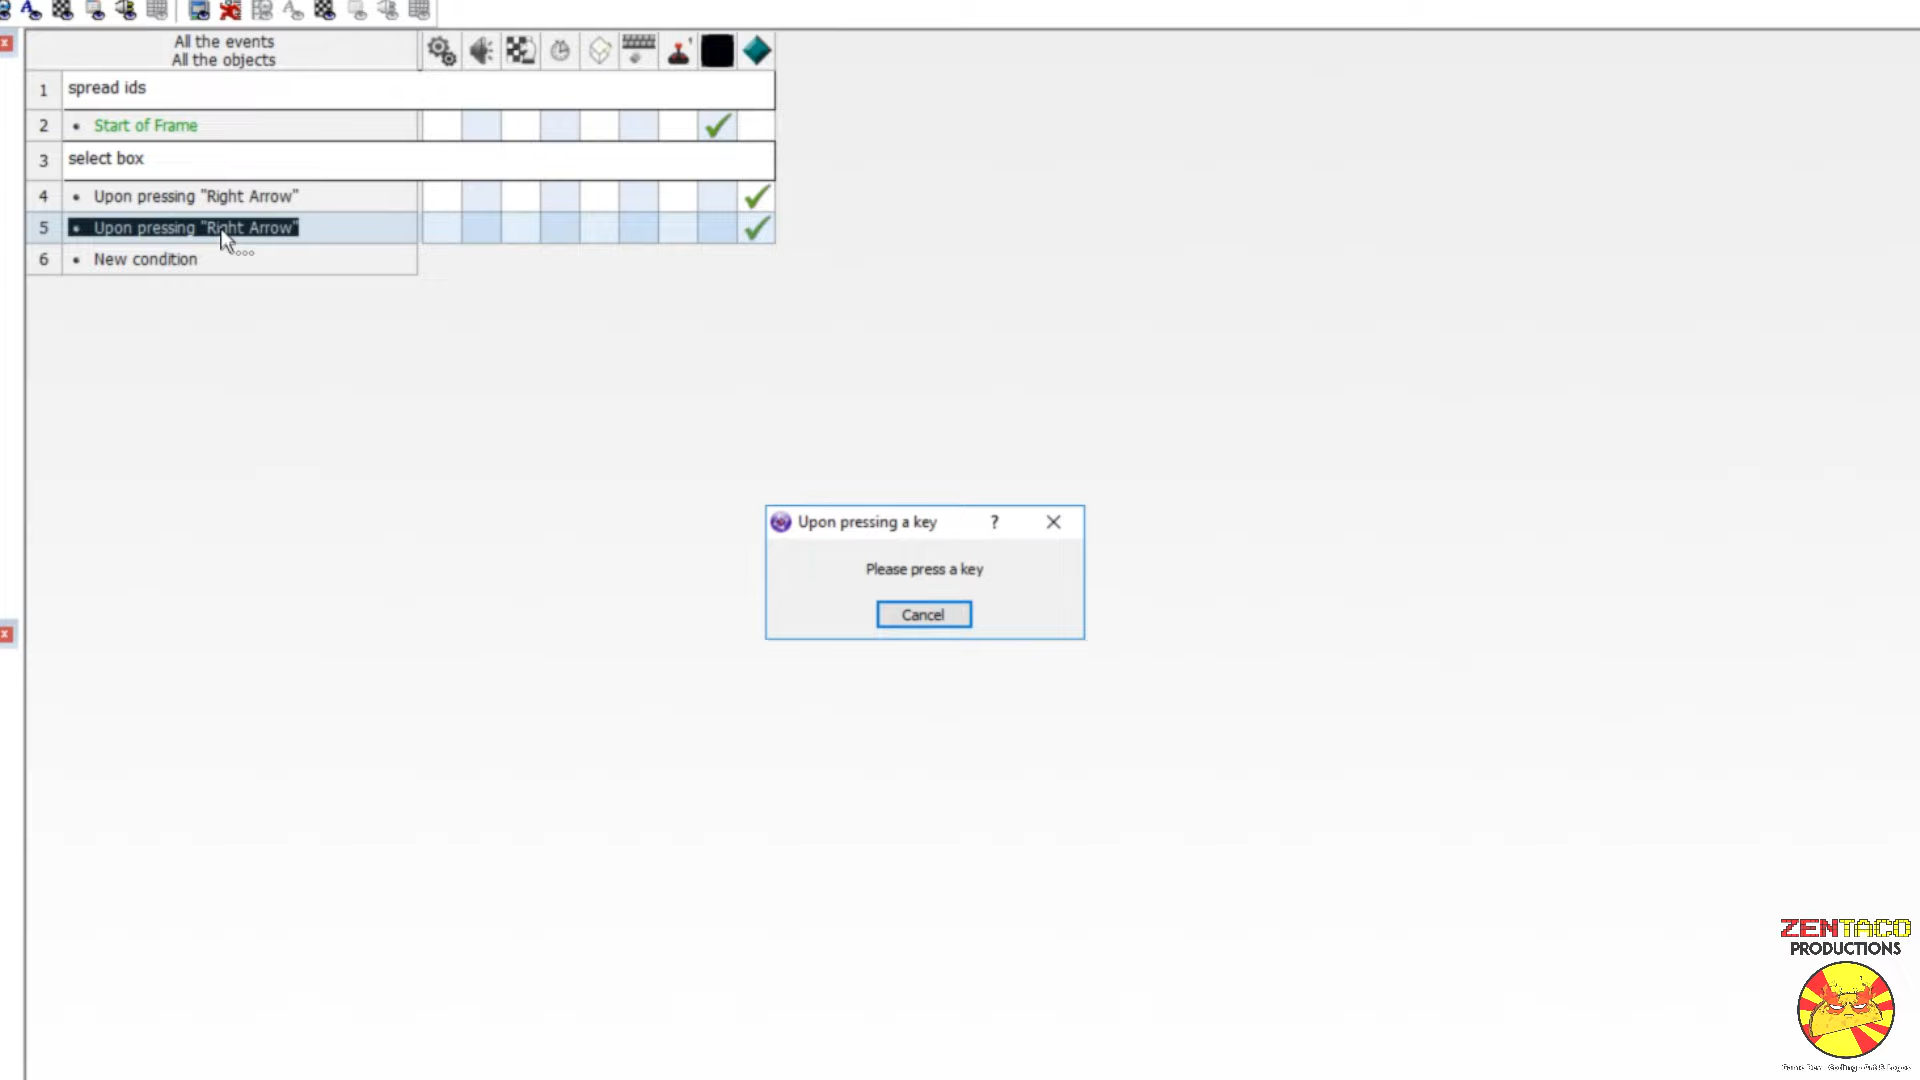 All the events
All the objects
1 spread ids
2 • Start of Frame
3 select box
4 • Upon pressing "Right Arrow"
5 • Upon pressing "Right Arrow"
6 • New condition
Upon pressing a key ?
Please press a key
Cancel
ZENTACO
PRODUCTIONS